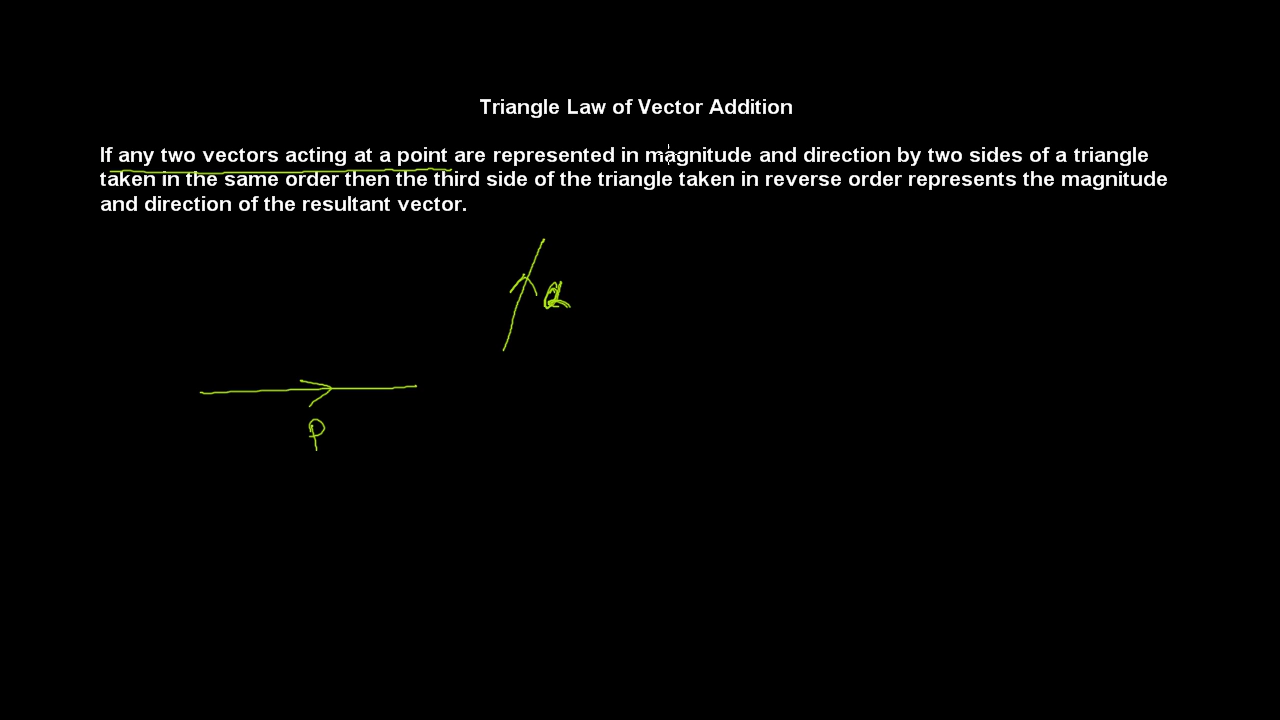 Triangle Law of Vector Addition
If any two vectors acting at a point are represented in magnitude and direction by two sides of a triangle
taken in the same order then the third side of the triangle taken in reverse order represents the magnitude
and direction of the resultant vector.
Q
P